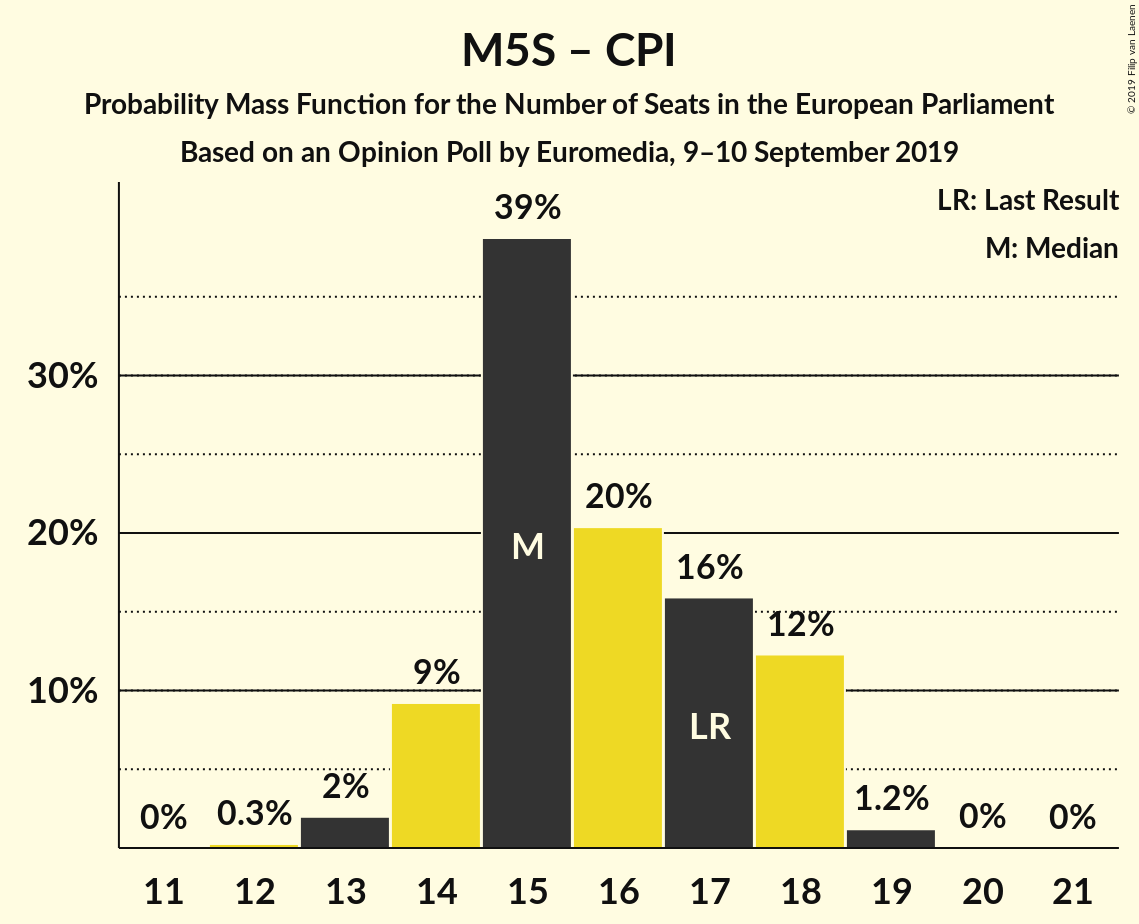 M5S – CPI
Probability Mass Function for the Number of Seats in the European Parliament
Based on an Opinion Poll by Euromedia, 9–10 September 2019
© 2019 Filip van Laenen
LR: Last Result
M: Median
39%
30%
20%
M
20%
16%
12%
9%
10%
LR
2%
0%
0.3%
1.2%
0%
0%
11 12 13 14 15 16 17 18 19 20 21